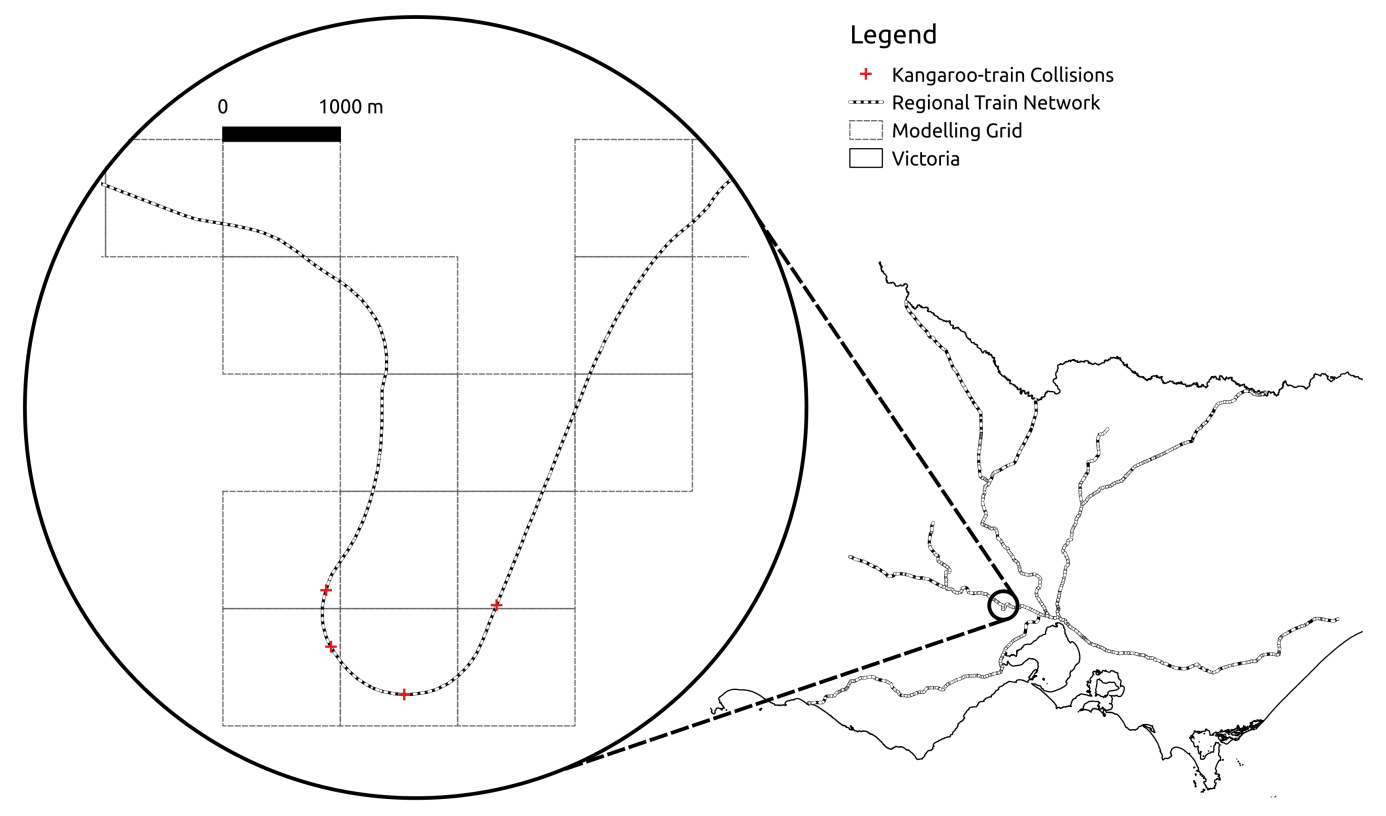 Legend
Kangaroo-train Collisions
Regional Train Network
Modelling Grid
Victoria
0 1000 m